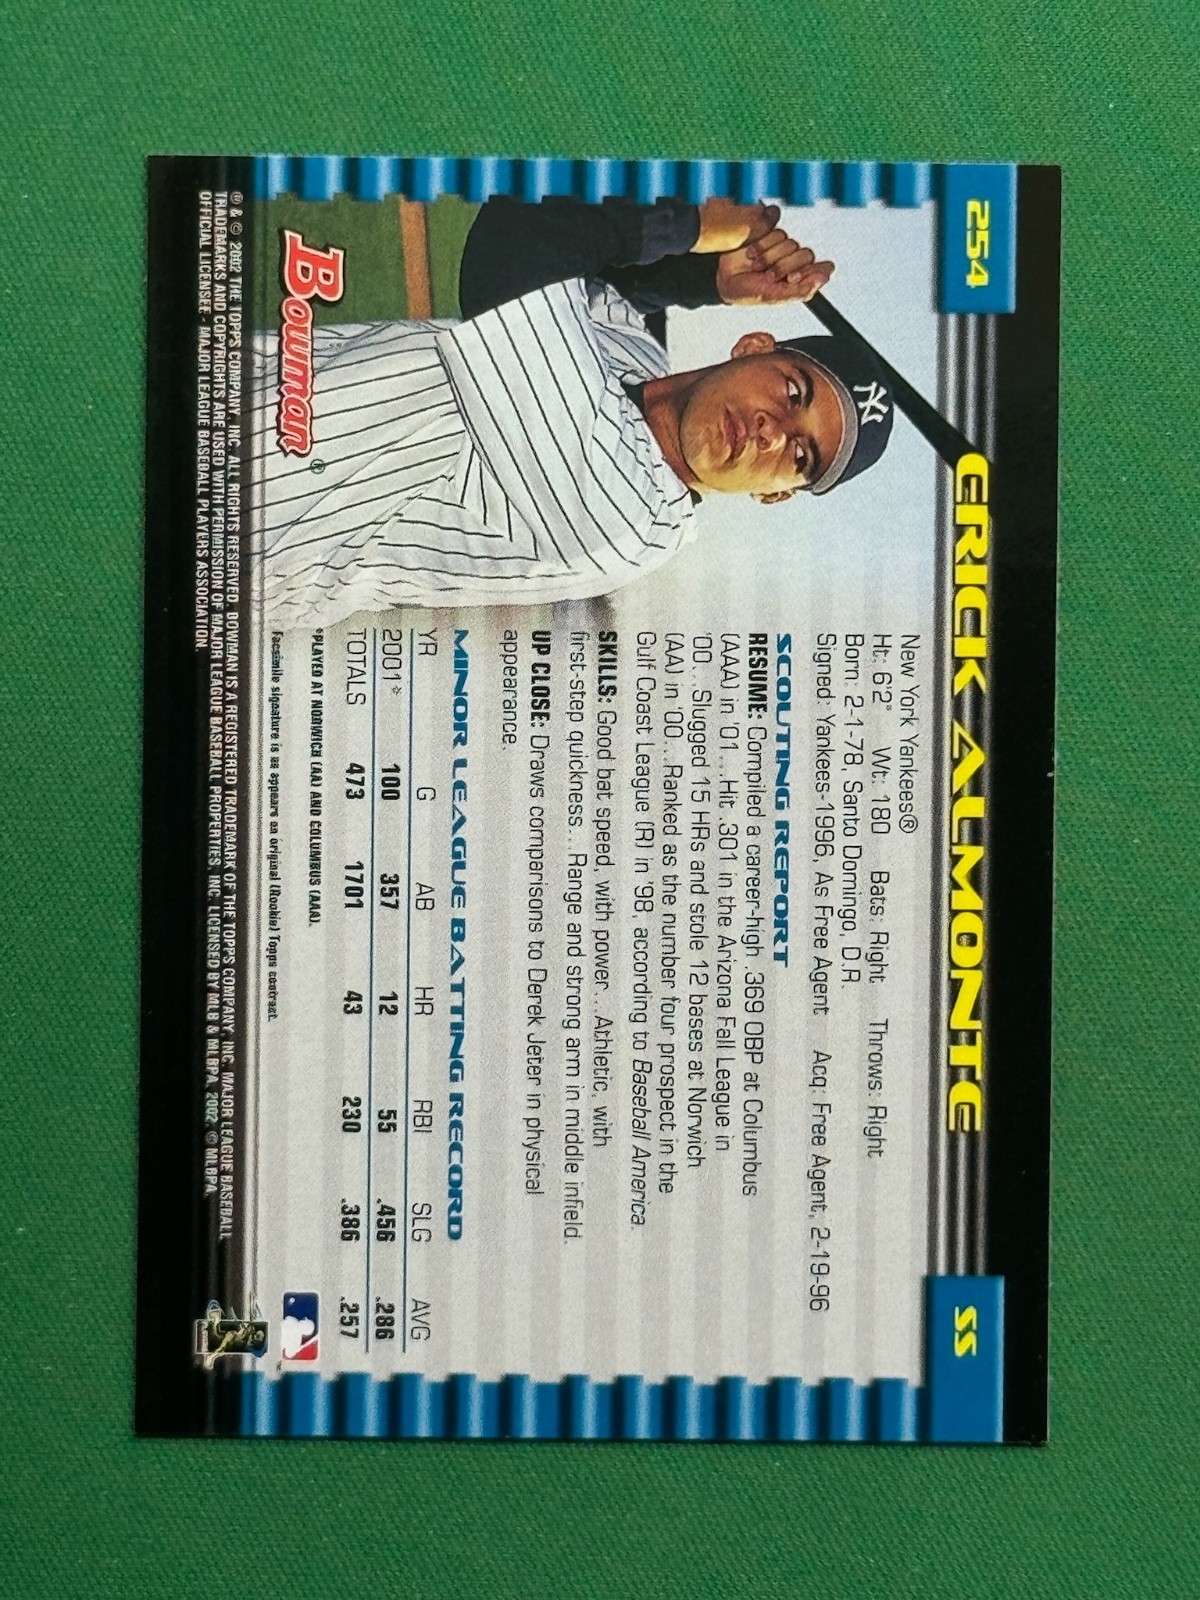 254
ERICK ALMONTE
SS
New York Yankees®
Ht: 6'2" Wt: 180 Bats: Right Throws: Right
Born: 2-1-78, Santo Domingo, D.R.
Signed: Yankees-1996, As Free Agent Acq: Free Agent, 2-19-96
SCOUTING REPORT
RESUME: Compiled a career-high .369 OBP at Columbus
(AAA) in '01...Hit .301 in the Arizona Fall League in
'00...Slugged 15 HRs and stole 12 bases at Norwich
(AA) in '00...Ranked as the number four prospect in the
Gulf Coast League (R) in '98, according to Baseball America.
SKILLS: Good bat speed, with power...Athletic, with
first-step quickness...Range and strong arm in middle infield.
UP CLOSE: Draws comparisons to Derek Jeter in physical
appearance.
MINOR LEAGUE BATTING RECORD
YR G AB HR RBI SLG AVG
2001* 100 357 12 55 .456 .286
TOTALS 473 1701 43 230 .386 .257
*PLAYED AT NORWICH (AA) AND COLUMBUS (AAA).
Facsimile signature is as appears on original (Rookie) Topps contract.
NY
Bowman®
® & © 2002 THE TOPPS COMPANY, INC. ALL RIGHTS RESERVED. BOWMAN IS A REGISTERED TRADEMARK OF THE TOPPS COMPANY, INC. MAJOR LEAGUE BASEBALL
TRADEMARKS AND COPYRIGHTS ARE USED WITH PERMISSION OF MAJOR LEAGUE BASEBALL PROPERTIES, INC. LICENSED BY MLB & MLBPA, 2002. © MLBPA.
OFFICIAL LICENSEE - MAJOR LEAGUE BASEBALL PLAYERS ASSOCIATION.